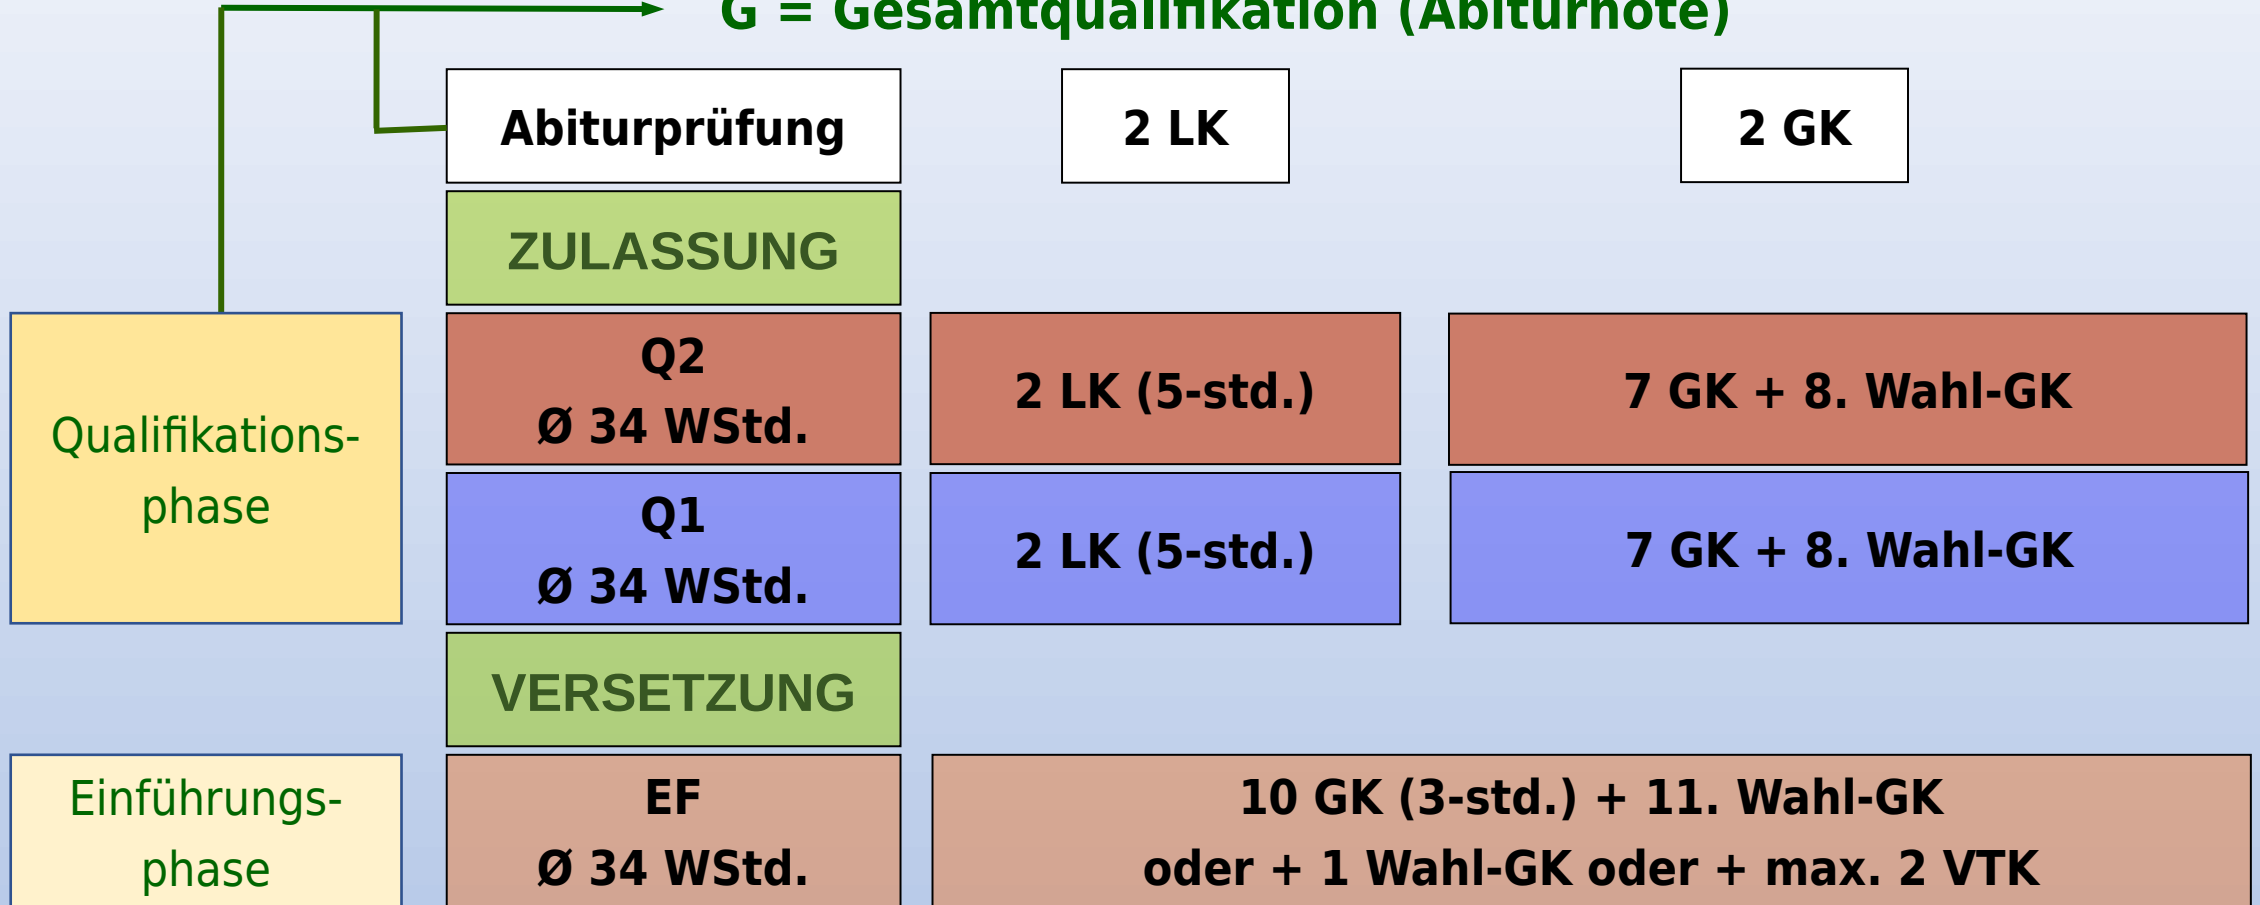 G = Gesamtqualifikation (Abiturnote)
Abiturprüfung
2 LK
2 GK
ZULASSUNG
Qualifikations-
phase
Q2
Ø 34 WStd.
2 LK (5-std.)
7 GK + 8. Wahl-GK
Q1
Ø 34 WStd.
2 LK (5-std.)
7 GK + 8. Wahl-GK
VERSETZUNG
Einführungs-
phase
EF
Ø 34 WStd.
10 GK (3-std.) + 11. Wahl-GK
oder + 1 Wahl-GK oder + max. 2 VTK